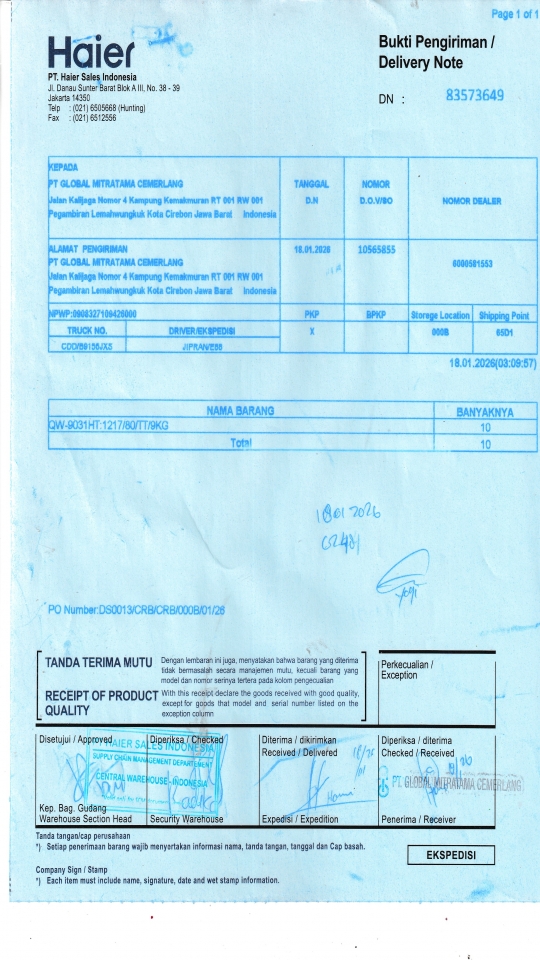 Page 1 of 1
Haier
Bukti Pengiriman /
Delivery Note
PT. Haier Sales Indonesia
Jl. Danau Sunter Barat Blok A III, No. 38 - 39
Jakarta 14350
Telp : (021) 6505668 (Hunting)
Fax : (021) 6512556
DN : 83573649
KEPADA
PT GLOBAL MITRATAMA CEMERLANG
Jalan Kalijaga Nomor 4 Kampung Kemakmuran RT 001 RW 001
Pegambiran Lemahwungkuk Kota Cirebon Jawa Barat Indonesia
TANGGAL
D.N
NOMOR
D.O.V/SO
NOMOR DEALER
ALAMAT PENGIRIMAN
PT GLOBAL MITRATAMA CEMERLANG
Jalan Kalijaga Nomor 4 Kampung Kemakmuran RT 001 RW 001
Pegambiran Lemahwungkuk Kota Cirebon Jawa Barat Indonesia
18.01.2026
10565855
6000581553
NPWP:0908327109426000
PKP
BPKP
Storage Location
Shipping Point
TRUCK NO.
DRIVER/EKSPEDISI
X
000B
65D1
JIPRAN/E88
18.01.2026(03:09:57)
NAMA BARANG
BANYAKNYA
QW-9031HT:1217/80/TT/9KG
10
Total
10
18.01 2026
PO Number:DS0013/CRB/CRB/000B/01/26
TANDA TERIMA MUTU
Dengan lembaran ini juga, menyatakan bahwa barang yang diterima
tidak bermasalah secara manajemen mutu, kecuali barang yang
model dan nomor serinya tertera pada kolom pengecualian
RECEIPT OF PRODUCT
QUALITY
With this receipt declare the goods received with good quality,
except for goods that model and serial number listed on the
exception column
Perkecualian /
Exception
Disetujui / Approved
Diperiksa / Checked
Diterima / dikirimkan
Received / Delivered
Diperiksa / diterima
Checked / Received
PT. HAIER SALES INDONESIA
SUPPLY CHAIN MANAGEMENT DEPARTEMENT
CENTRAL WAREHOUSE-INDONESIA
PT. GLOBAL MITRATAMA CEMERLANG
Kep. Bag. Gudang
Warehouse Section Head
Security Warehouse
Expedisi / Expedition
Penerima / Receiver
Tanda tangan/cap perusahaan
*) Setiap penerimaan barang wajib menyertakan informasi nama, tanda tangan, tanggal dan Cap basah.
EKSPEDISI
Company Sign / Stamp
*) Each item must include name, signature, date and wet stamp information.